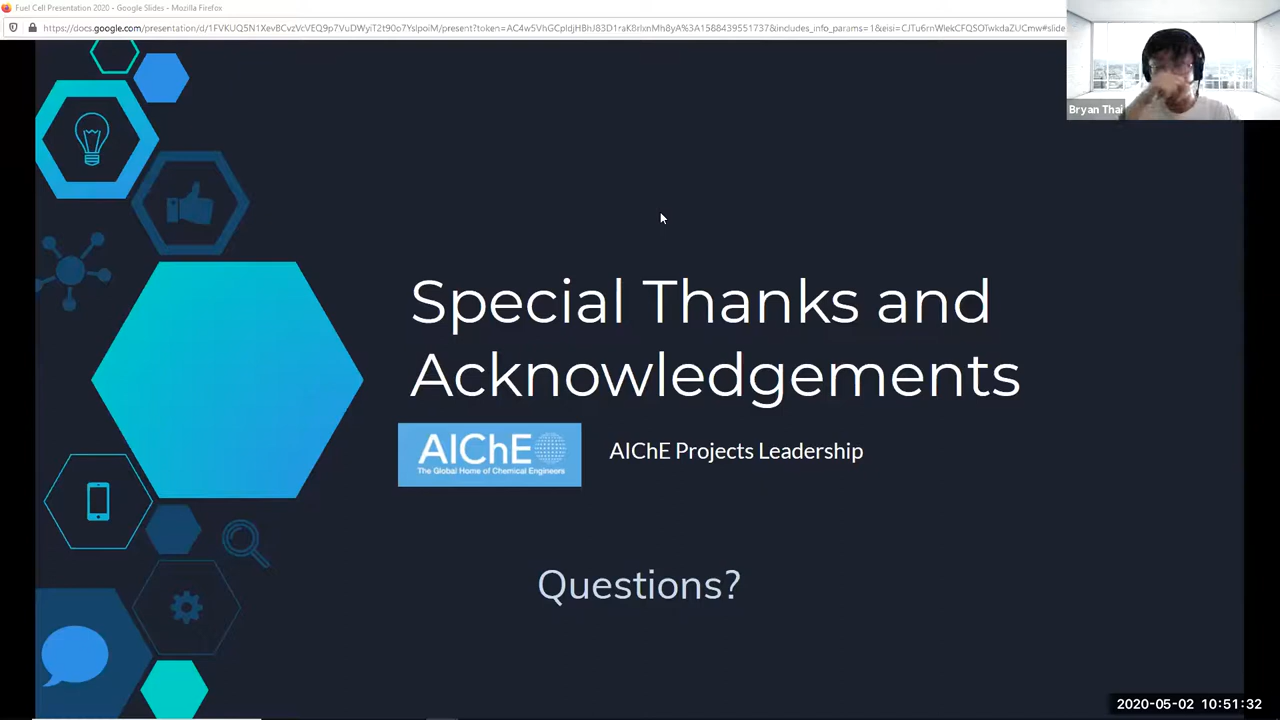 Fuel Cell Presentation 2020 - Google Slides - Mozilla Firefox
Bryan Thai
Special Thanks and
Acknowledgements
AIChE
The Global Home of Chemical Engineers
AIChE Projects Leadership
Questions?
2020-05-02 10:51:32